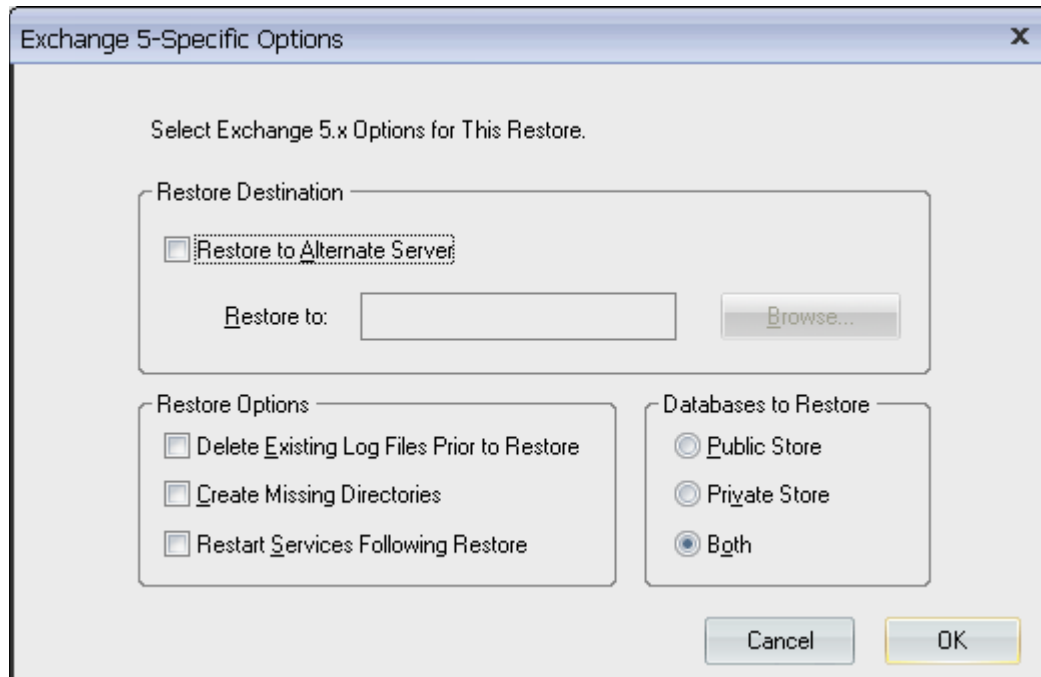 Exchange 5-Specific Options
Select Exchange 5.x Options for This Restore.
Restore Destination
Restore to Alternate Server
Restore to:
Browse...
Restore Options
Delete Existing Log Files Prior to Restore
Create Missing Directories
Restart Services Following Restore
Databases to Restore
Public Store
Private Store
Both
Cancel
OK